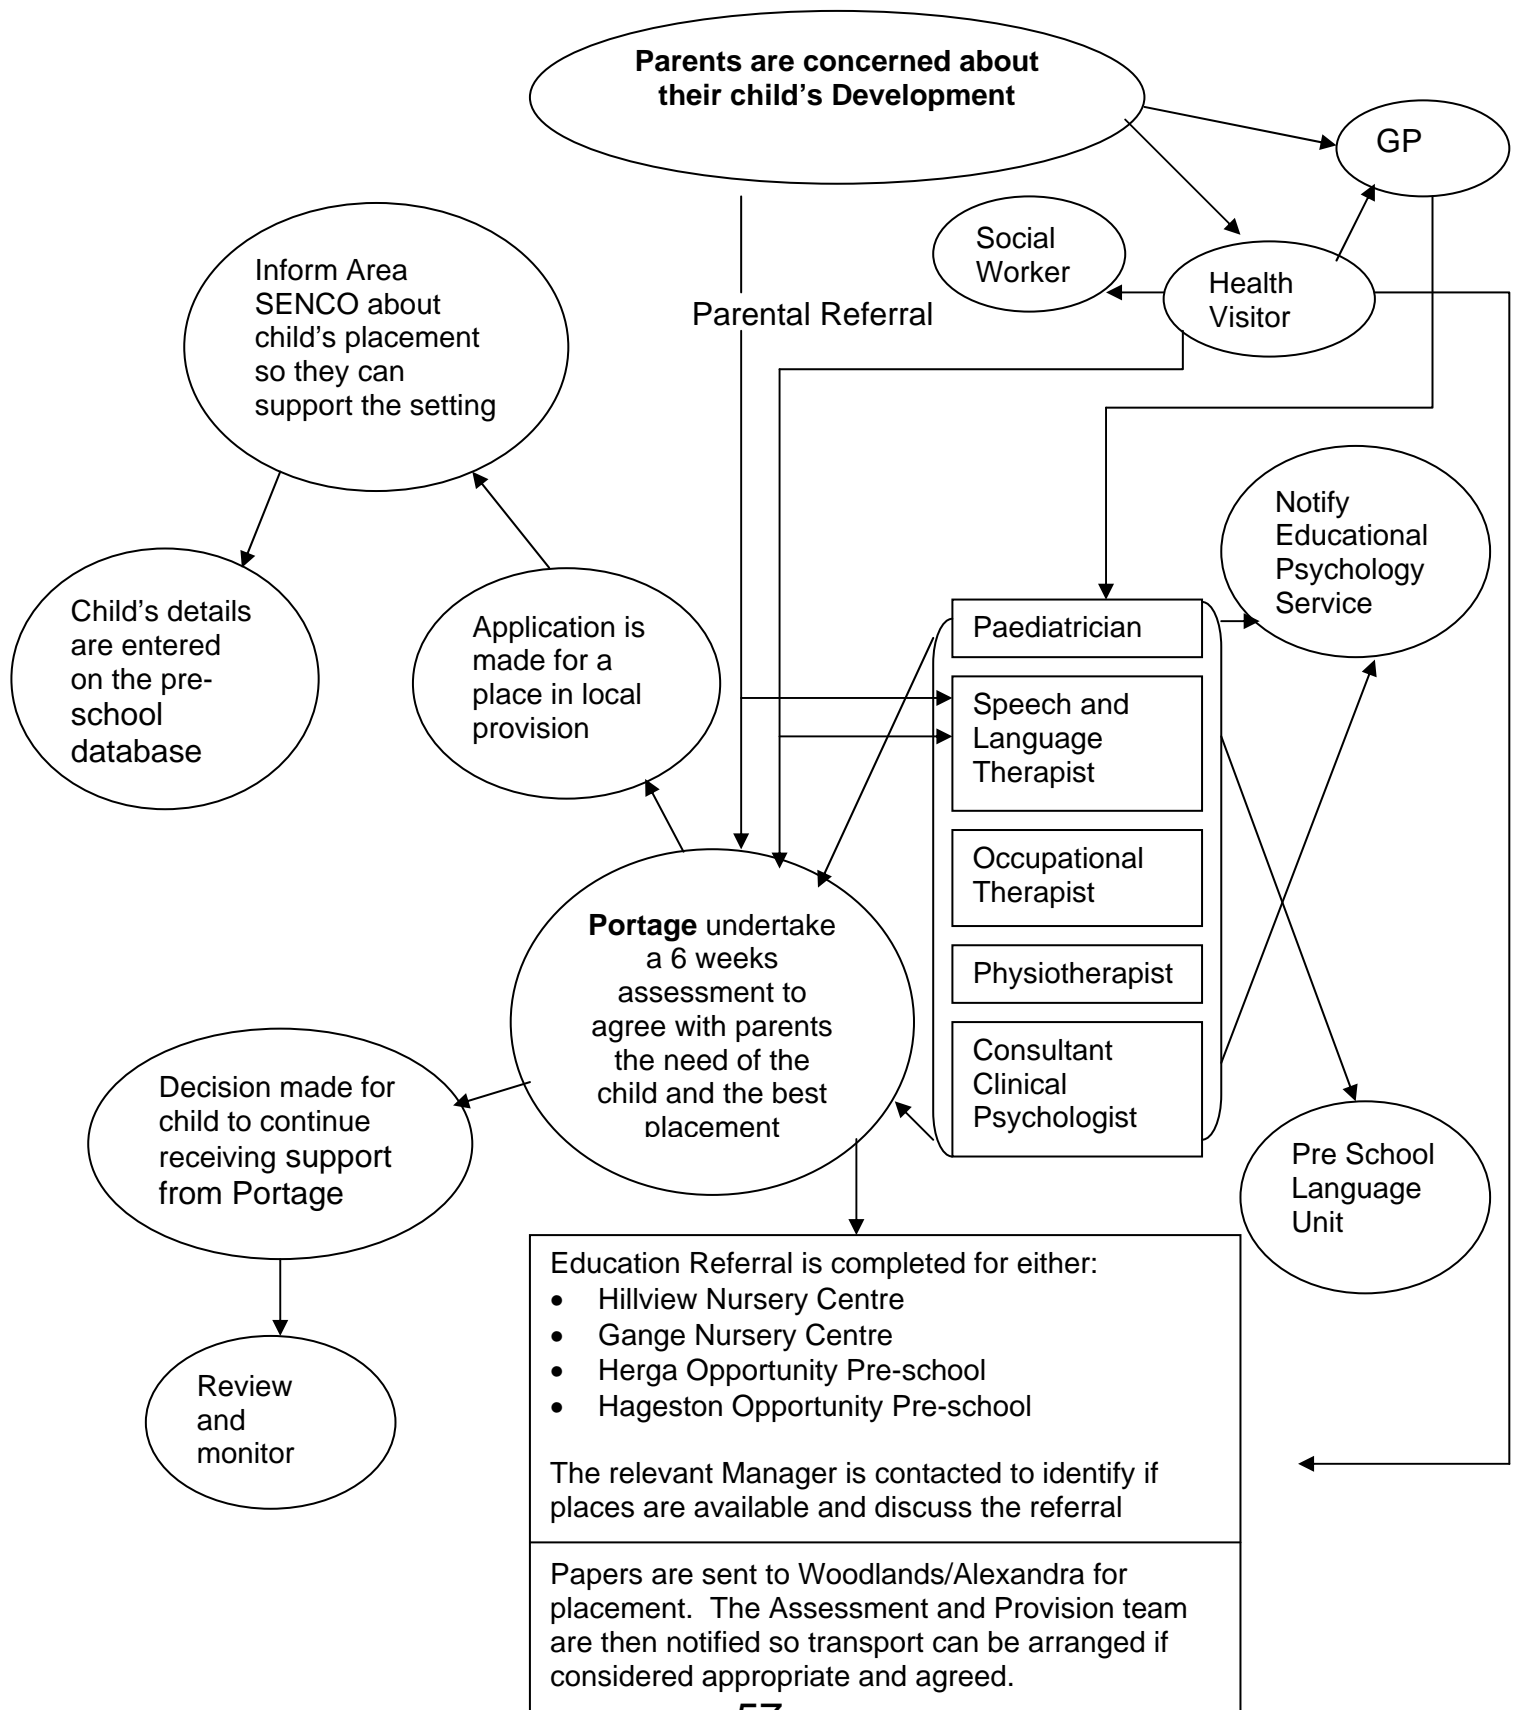 Parents are concerned about
their child's Development
GP
Social
Worker
Health
Visitor
Parental Referral
Inform Area
SENCO about
child's placement
so they can
support the setting
Notify
Educational
Psychology
Service
Child's details
are entered
on the pre-
school
database
Application is
made for a
place in local
provision
Paediatrician
Speech and
Language
Therapist
Occupational
Therapist
Physiotherapist
Consultant
Clinical
Psychologist
Portage undertake
a 6 weeks
assessment to
agree with parents
the need of the
child and the best
placement
Decision made for
child to continue
receiving support
from Portage
Pre School
Language
Unit
Review
and
monitor
Education Referral is completed for either:
• Hillview Nursery Centre
• Gange Nursery Centre
• Herga Opportunity Pre-school
• Hageston Opportunity Pre-school
The relevant Manager is contacted to identify if
places are available and discuss the referral
Papers are sent to Woodlands/Alexandra for
placement. The Assessment and Provision team
are then notified so transport can be arranged if
considered appropriate and agreed.
57